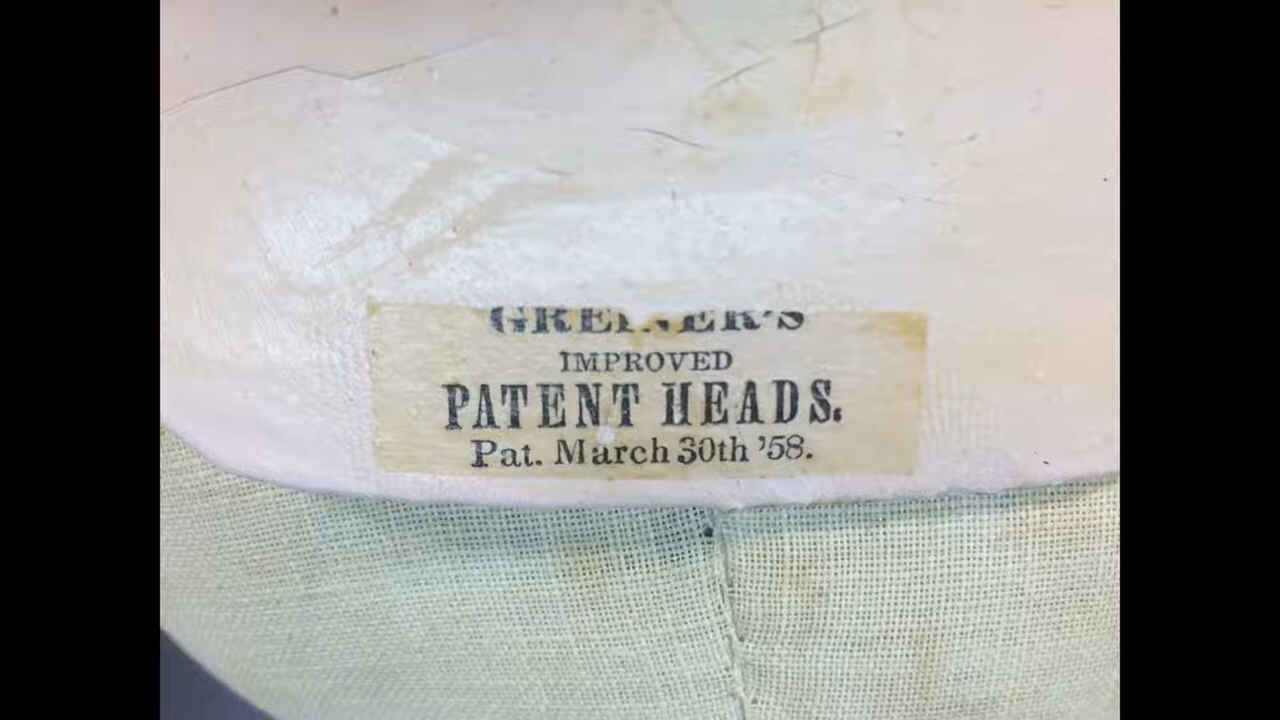 GREINER'S
IMPROVED
PATENT HEADS.
Pat. March 30th '58.